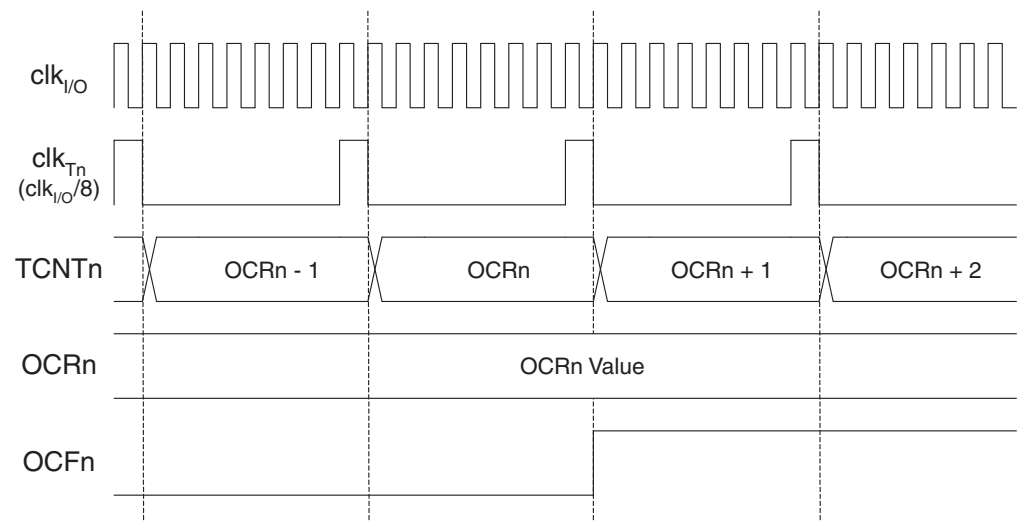 clkI/O
clkTn
(clkI/O/8)
TCNTn
OCRn - 1
OCRn
OCRn + 1
OCRn + 2
OCRn
OCRn Value
OCFn